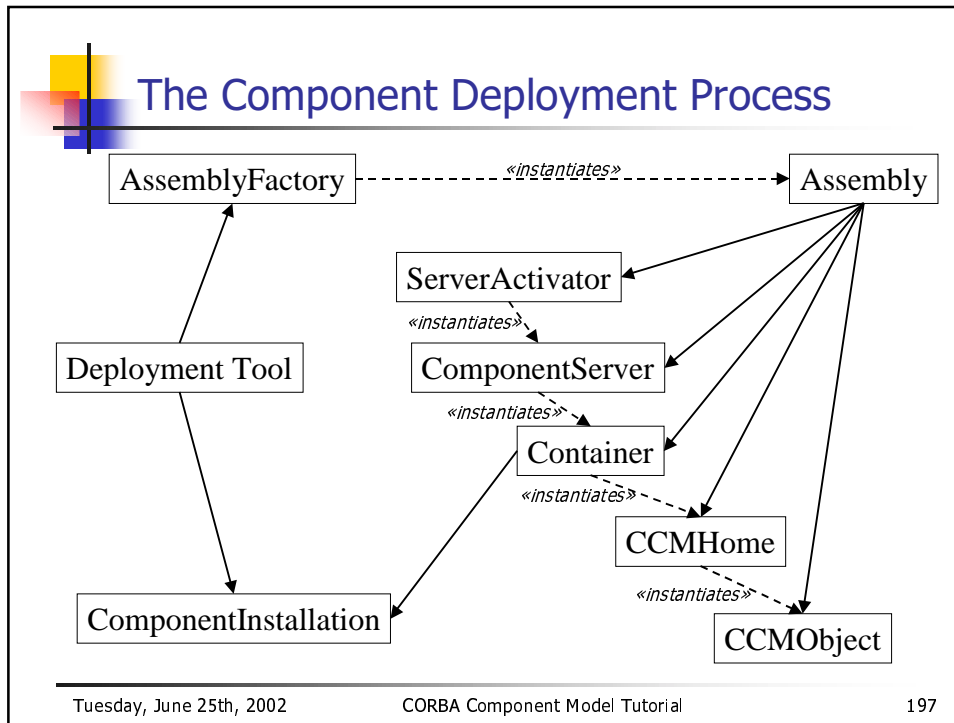 The Component Deployment Process
AssemblyFactory
«instantiates»
Assembly
ServerActivator
«instantiates»
Deployment Tool
ComponentServer
«instantiates»
Container
«instantiates»
CCMHome
«instantiates»
ComponentInstallation
CCMObject
Tuesday, June 25th, 2002
CORBA Component Model Tutorial
197